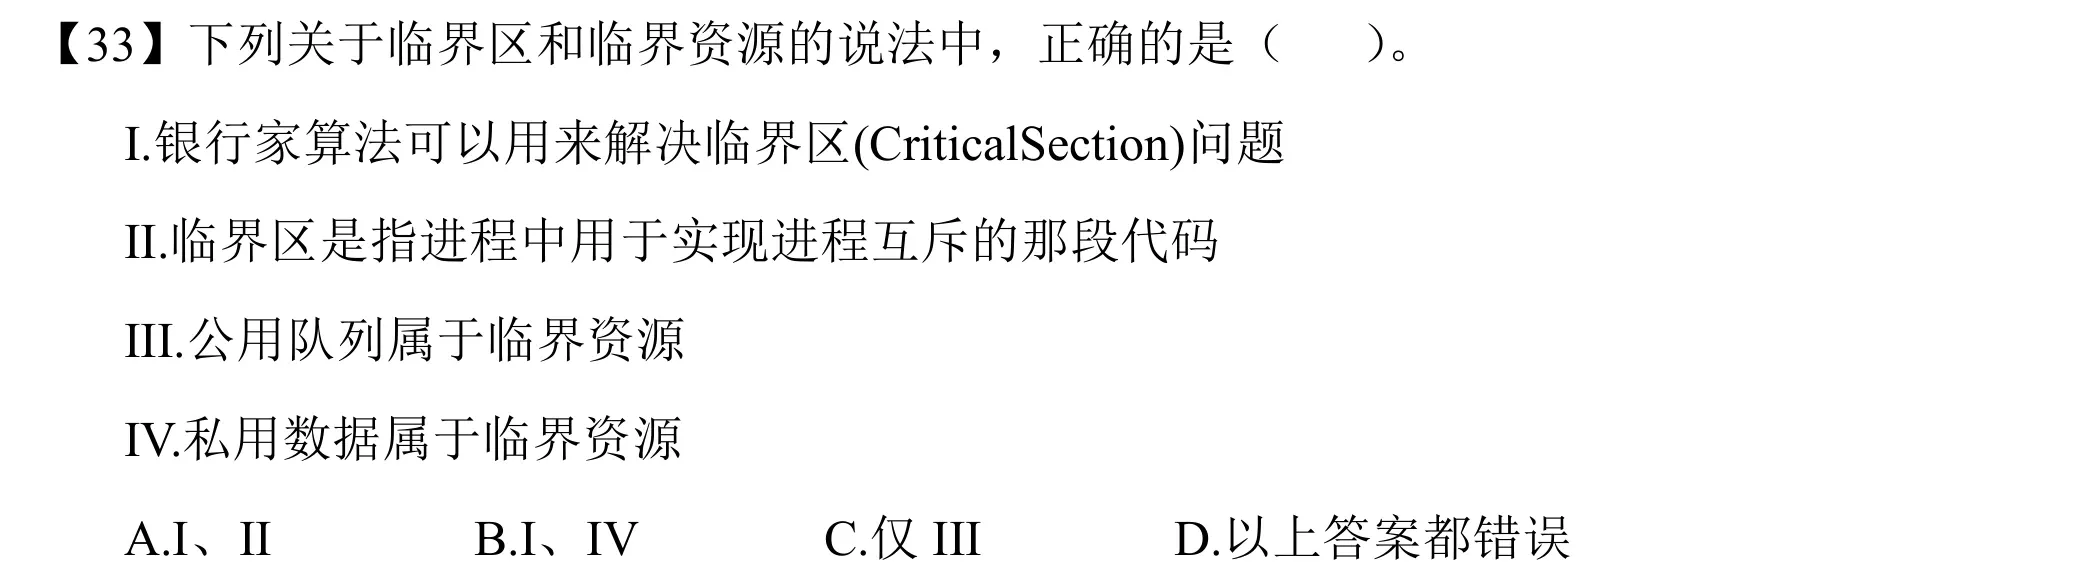 【33】下列关于临界区和临界资源的说法中，正确的是（　　）。
I.银行家算法可以用来解决临界区(CriticalSection)问题
II.临界区是指进程中用于实现进程互斥的那段代码
III.公用队列属于临界资源
IV.私用数据属于临界资源
A.I、II　　B.I、IV　　C.仅 III　　D.以上答案都错误